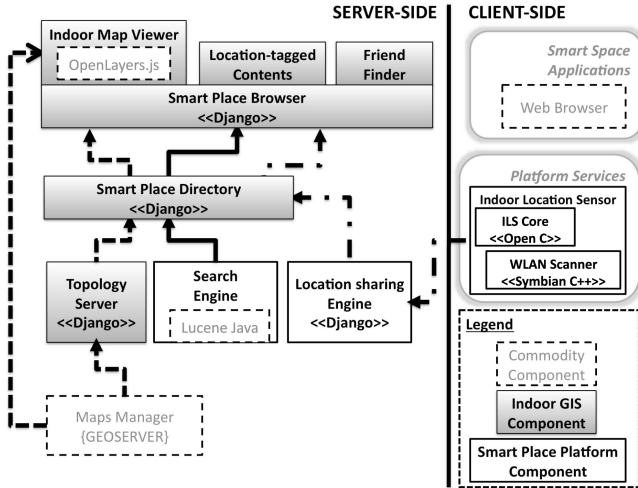 SERVER-SIDE
CLIENT-SIDE
Indoor Map Viewer
OpenLayers.js
Location-tagged
Contents
Friend
Finder
Smart Place Browser
<<Django>>
Smart Place Directory
<<Django>>
Topology
Server
<<Django>>
Search
Engine
Lucene Java
Location sharing
Engine
<<Django>>
Maps Manager
{GEOSERVER}
Smart Space
Applications
Web Browser
Platform Services
Indoor Location Sensor
ILS Core
<<Open C>>
WLAN Scanner
<<Symbian C++>>
Legend
Commodity
Component
Indoor GIS
Component
Smart Place Platform
Component